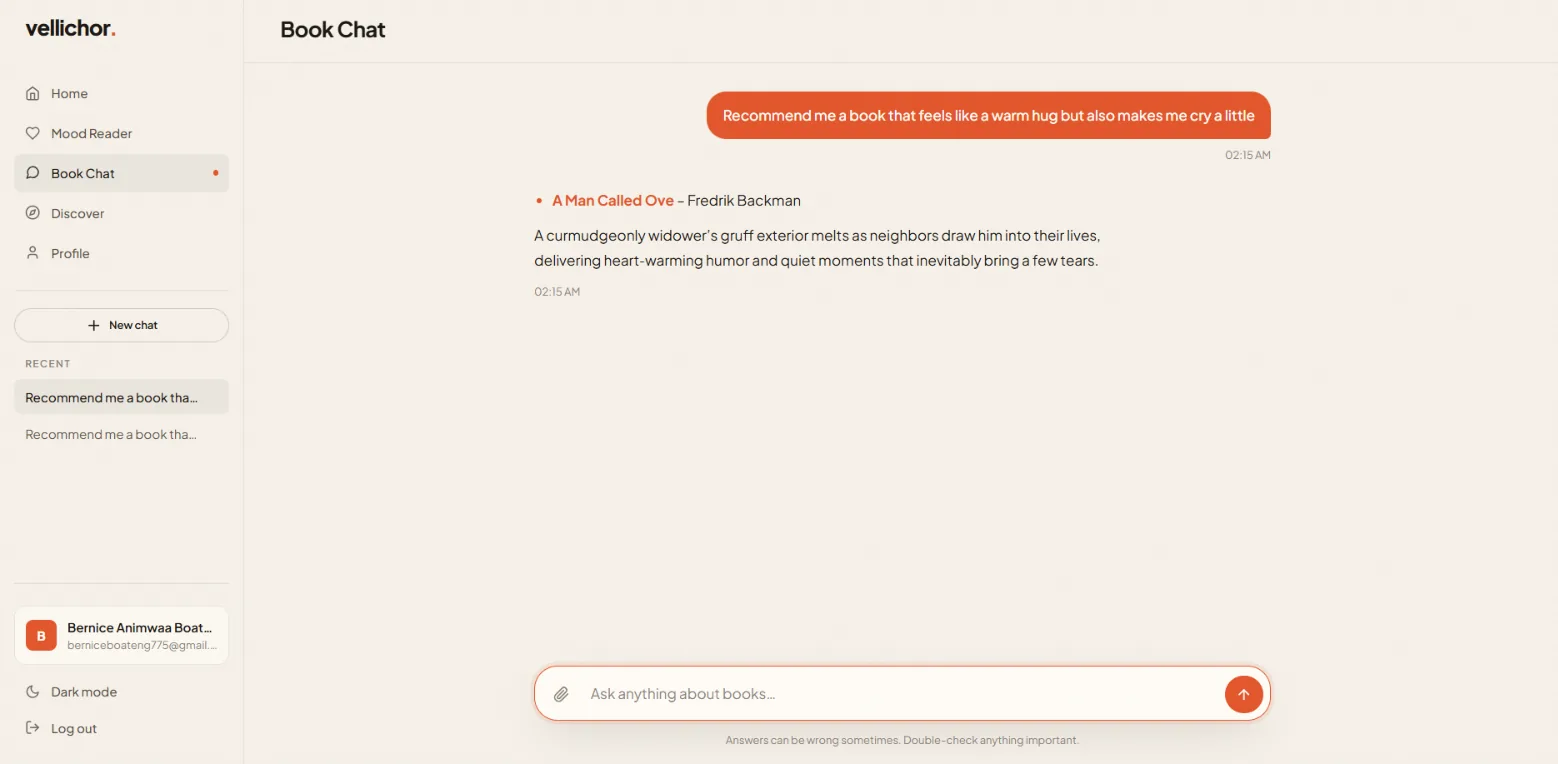 vellichor.
Book Chat
Home
Mood Reader
Book Chat
Discover
Profile
New chat
RECENT
Recommend me a book tha...
Recommend me a book tha...
B
Bernice Animwaa Boat...
berniceboateng775@gmail....
Dark mode
Log out
Recommend me a book that feels like a warm hug but also makes me cry a little
02:15 AM
• A Man Called Ove – Fredrik Backman
A curmudgeonly widower's gruff exterior melts as neighbors draw him into their lives,
delivering heart-warming humor and quiet moments that inevitably bring a few tears.
02:15 AM
Ask anything about books...
Answers can be wrong sometimes. Double-check anything important.